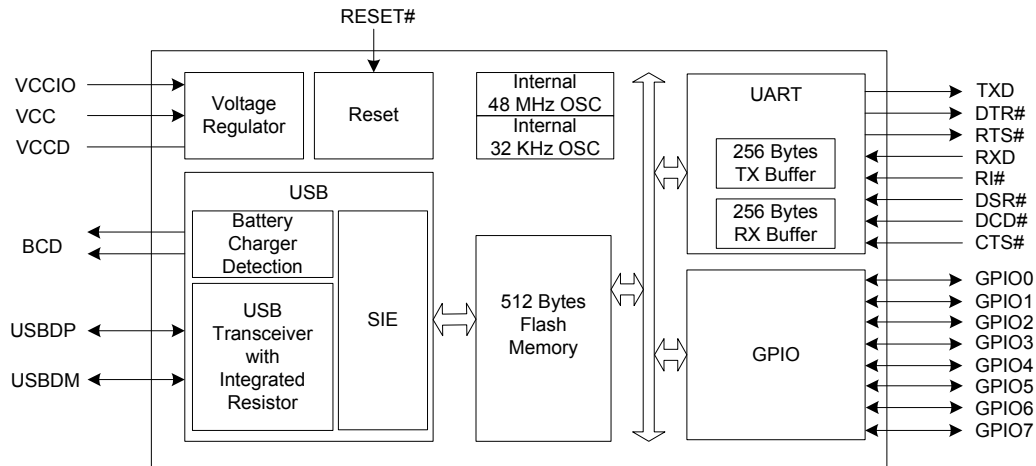 RESET#
VCCIO
VCC
VCCD
Voltage
Regulator
Reset
Internal
48 MHz OSC
Internal
32 KHz OSC
UART
256 Bytes
TX Buffer
256 Bytes
RX Buffer
TXD
DTR#
RTS#
RXD
RI#
DSR#
DCD#
CTS#
USB
Battery
Charger
Detection
BCD
USB
Transceiver
with
Integrated
Resistor
SIE
USBDP
USBDM
512 Bytes
Flash
Memory
GPIO
GPIO0
GPIO1
GPIO2
GPIO3
GPIO4
GPIO5
GPIO6
GPIO7